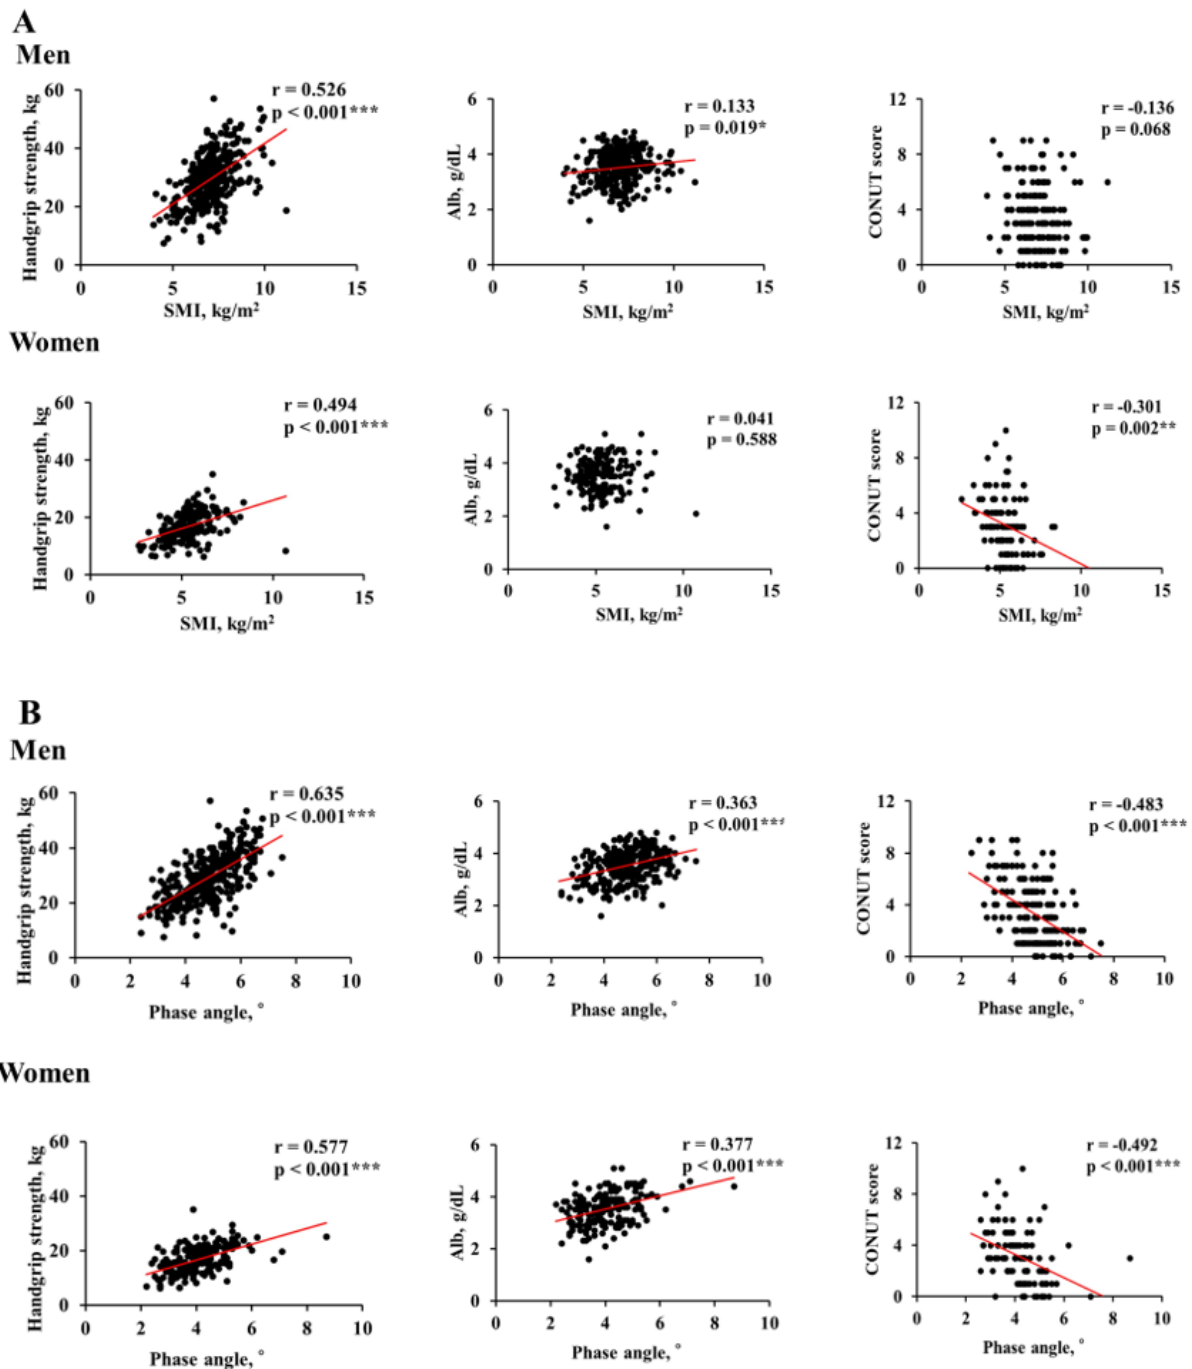 A
Men
Handgrip strength, kg
60
40
20
0
0 5 10 15
SMI, kg/m²
r = 0.526
p < 0.001***
Alb, g/dL
6
4
2
0
0 5 10 15
SMI, kg/m²
r = 0.133
p = 0.019*
CONUT score
12
8
4
0
0 5 10 15
SMI, kg/m²
r = -0.136
p = 0.068
Women
Handgrip strength, kg
60
40
20
0
0 5 10 15
SMI, kg/m²
r = 0.494
p < 0.001***
Alb, g/dL
6
4
2
0
0 5 10 15
SMI, kg/m²
r = 0.041
p = 0.588
CONUT score
12
8
4
0
0 5 10 15
SMI, kg/m²
r = -0.301
p = 0.002**
B
Men
Handgrip strength, kg
60
40
20
0
0 2 4 6 8 10
Phase angle, °
r = 0.635
p < 0.001***
Alb, g/dL
6
4
2
0
0 2 4 6 8 10
Phase angle, °
r = 0.363
p < 0.001***
CONUT score
12
8
4
0
0 2 4 6 8 10
Phase angle, °
r = -0.483
p < 0.001***
Women
Handgrip strength, kg
60
40
20
0
0 2 4 6 8 10
Phase angle, °
r = 0.577
p < 0.001***
Alb, g/dL
6
4
2
0
0 2 4 6 8 10
Phase angle, °
r = 0.377
p < 0.001***
CONUT score
12
8
4
0
0 2 4 6 8 10
Phase angle, °
r = -0.492
p < 0.001***